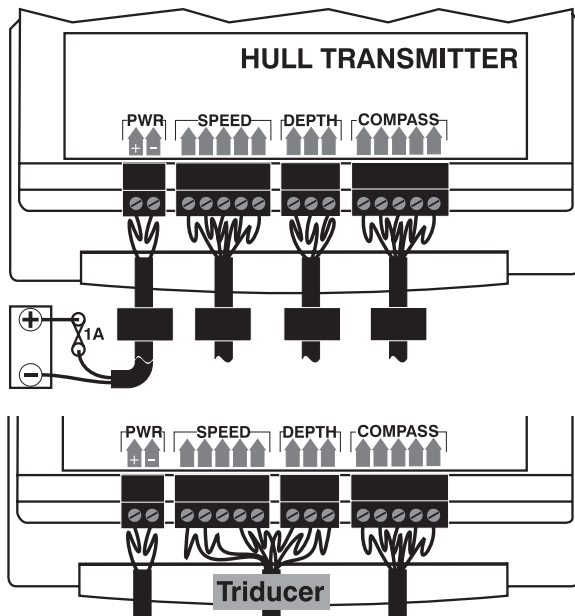 HULL TRANSMITTER
PWR SPEED DEPTH COMPASS
+ -
+
1A
-
PWR SPEED DEPTH COMPASS
+ -
Triducer